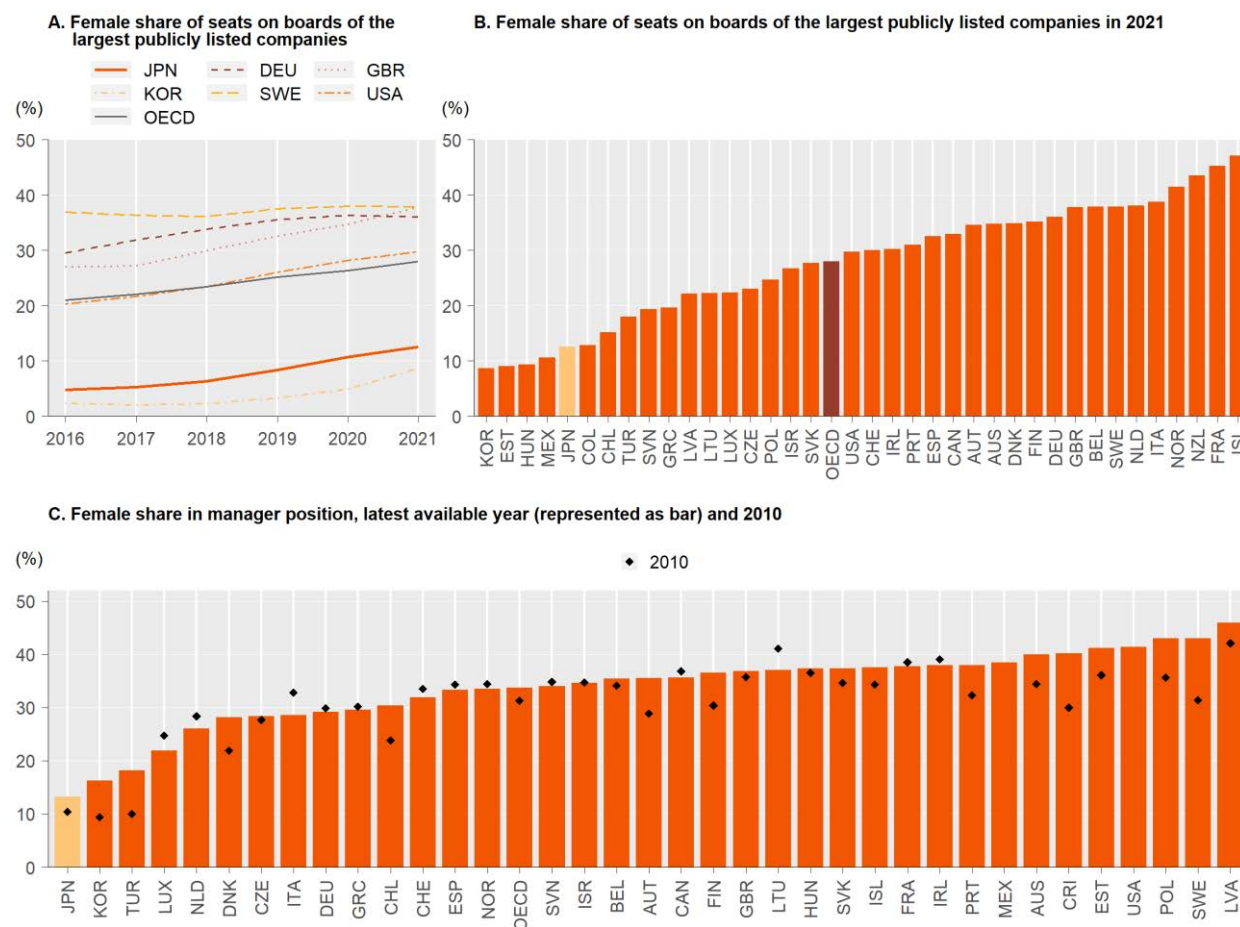 A. Female share of seats on boards of the
largest publicly listed companies
JPN DEU GBR
KOR SWE USA
OECD
(%)
50
40
30
20
10
0
2016 2017 2018 2019 2020 2021
B. Female share of seats on boards of the largest publicly listed companies in 2021
(%)
50
40
30
20
10
0
KOR EST HUN MEX JPN COL CHL TUR SVN GRC LVA LTU LUX CZE POL ISR SVK OECD USA CHE IRL PRT ESP CAN AUT AUS DNK FIN DEU GBR BEL SWE NLD ITA NOR NZL FRA ISL
C. Female share in manager position, latest available year (represented as bar) and 2010
(%)
2010
50
40
30
20
10
0
JPN KOR TUR LUX NLD DNK CZE ITA DEU GRC CHL CHE ESP NOR OECD SVN ISR BEL AUT CAN FIN GBR LTU HUN SVK ISL FRA IRL PRT MEX AUS CRI EST USA POL SWE LVA